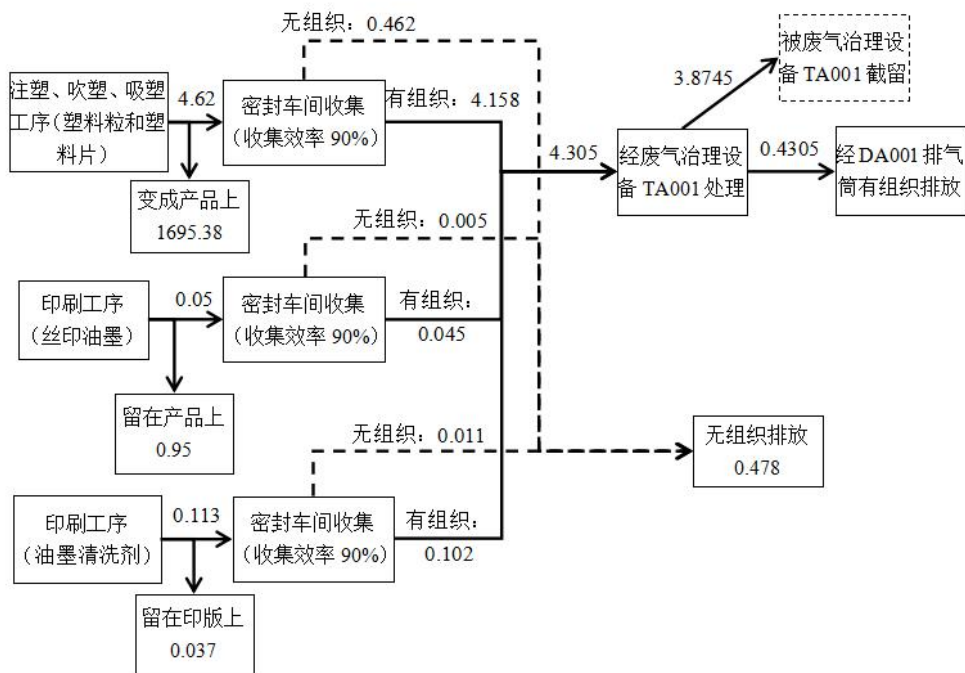 无组织：0.462
注塑、吹塑、吸塑
工序（塑料粒和塑
料片）
4.62
密封车间收集
（收集效率 90%）
有组织：4.158
变成产品上
1695.38
4.305
经废气治理设
备 TA001 处理
3.8745
被废气治理设
备 TA001 截留
0.4305
经 DA001 排气
筒有组织排放
无组织：0.005
印刷工序
（丝印油墨）
0.05
密封车间收集
（收集效率 90%）
有组织：
0.045
留在产品上
0.95
无组织：0.011
无组织排放
0.478
印刷工序
（油墨清洗剂）
0.113
密封车间收集
（收集效率 90%）
有组织：
0.102
留在印版上
0.037